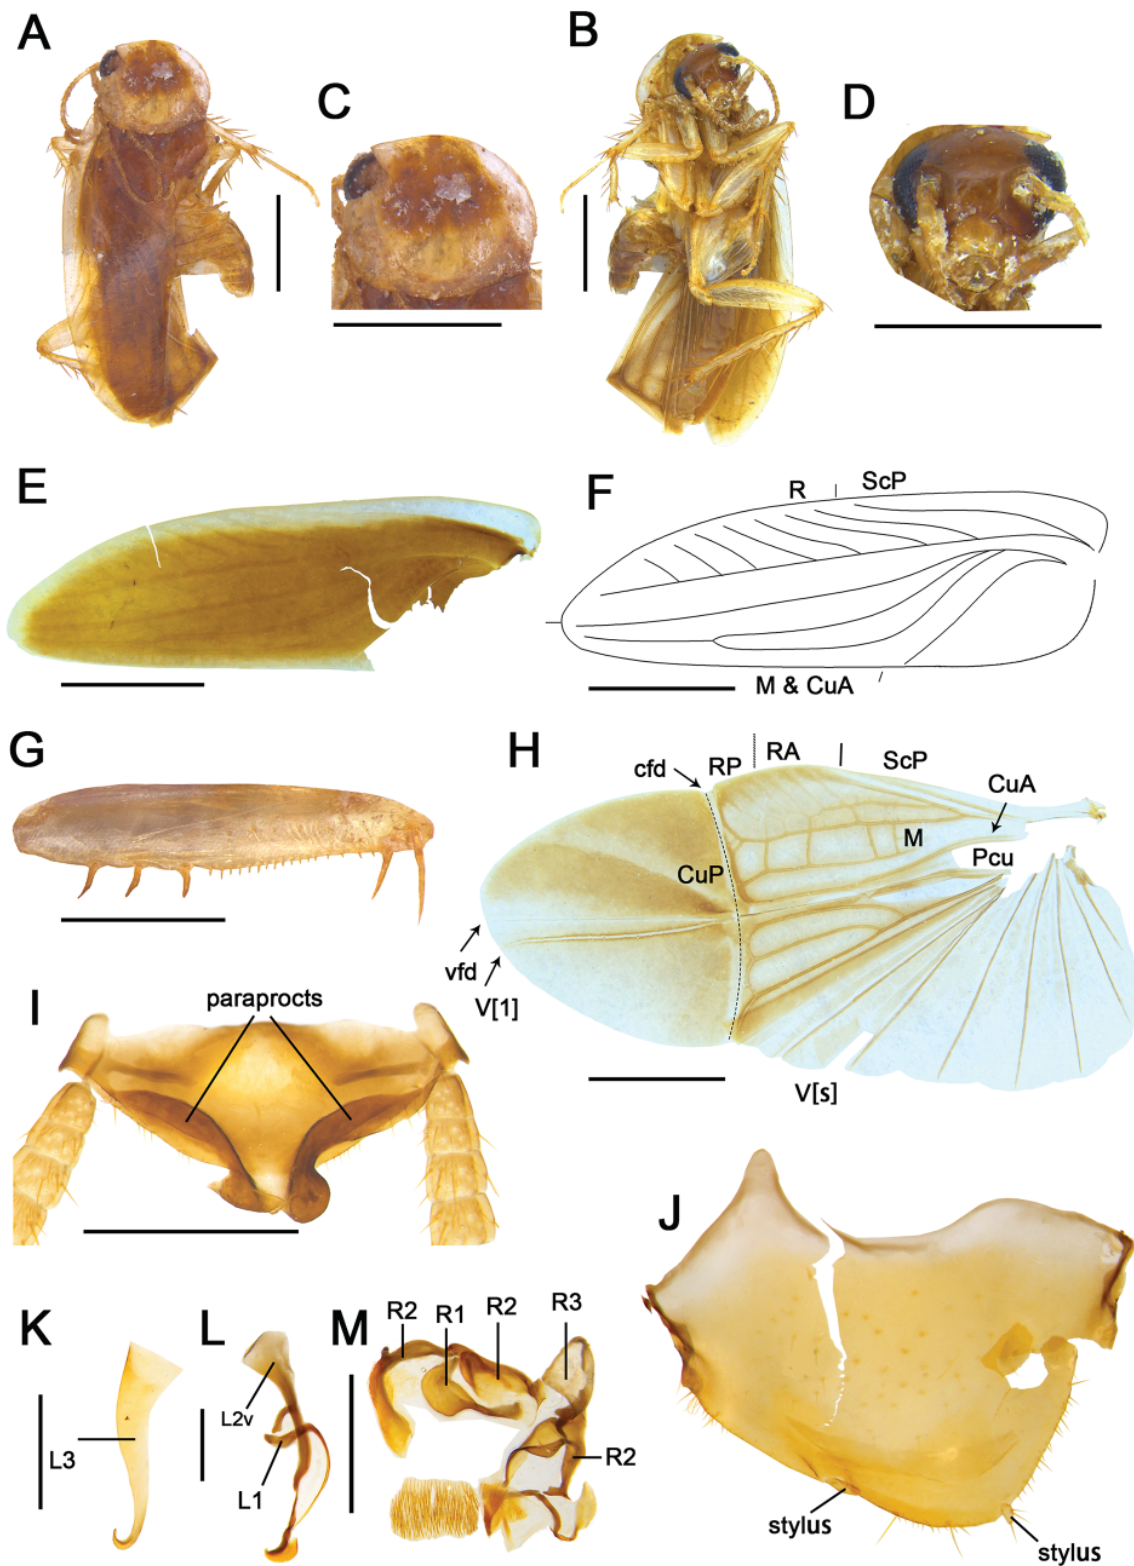 A
B
C
D
E
F
R
ScP
M & CuA
G
H
cfd
RP
RA
ScP
CuA
M
Pcu
CuP
vfd
V[1]
V[s]
I
paraprocts
J
stylus
stylus
K
L3
L
L2v
L1
M
R2
R1
R2
R3
R2